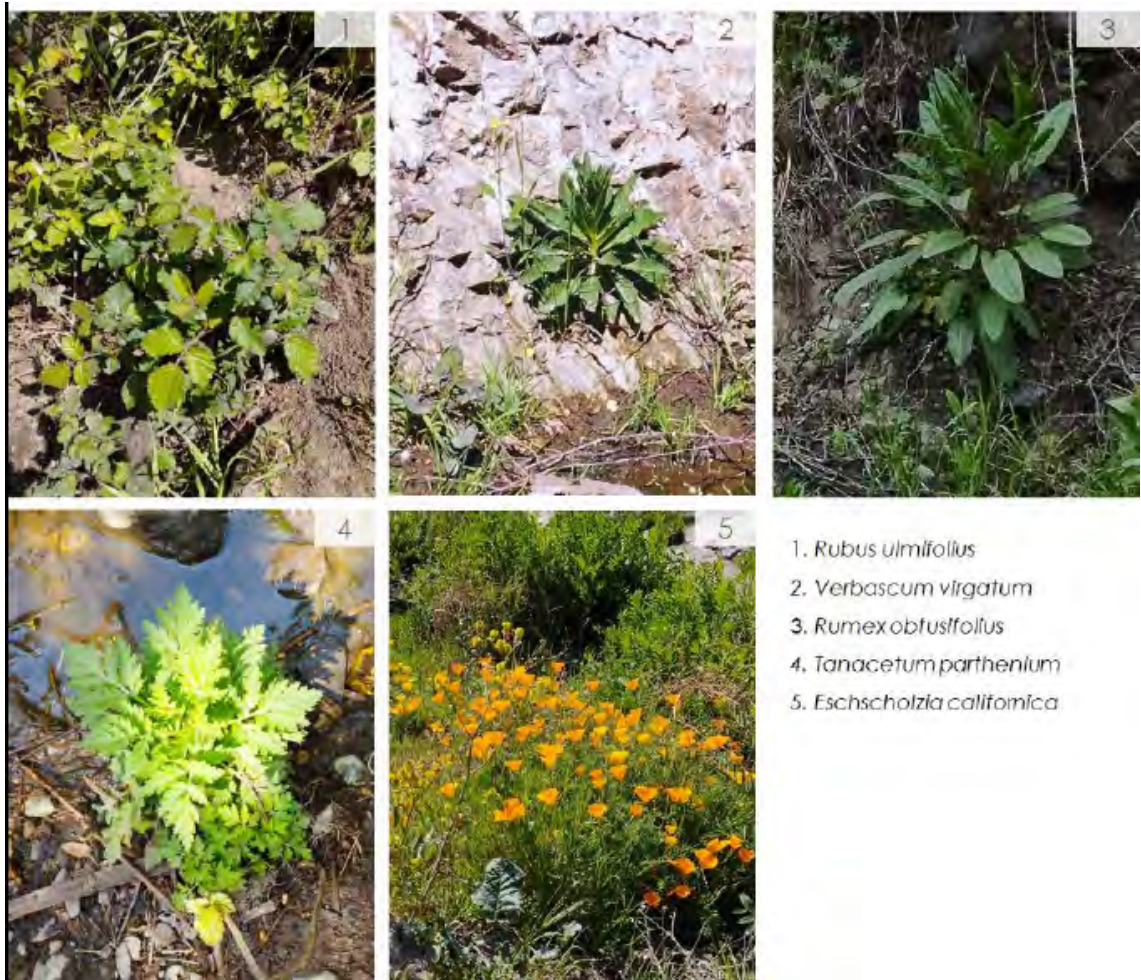 1
2
3
4
5
1. Rubus ulmifolius
2. Verbascum virgatum
3. Rumex obtusifolius
4. Tanacetum parthenium
5. Eschscholzia californica